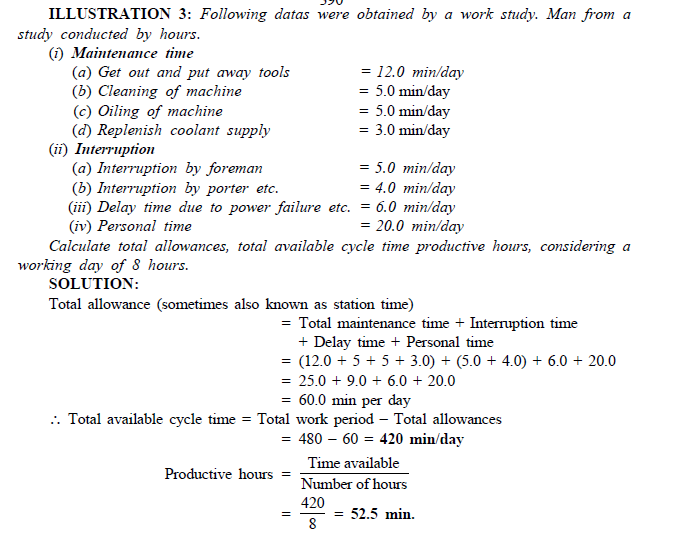 ILLUSTRATION 3: Following datas were obtained by a work study. Man from a
study conducted by hours.
(i) Maintenance time
(a) Get out and put away tools = 12.0 min/day
(b) Cleaning of machine = 5.0 min/day
(c) Oiling of machine = 5.0 min/day
(d) Replenish coolant supply = 3.0 min/day
(ii) Interruption
(a) Interruption by foreman = 5.0 min/day
(b) Interruption by porter etc. = 4.0 min/day
(iii) Delay time due to power failure etc. = 6.0 min/day
(iv) Personal time = 20.0 min/day
Calculate total allowances, total available cycle time productive hours, considering a
working day of 8 hours.
SOLUTION:
Total allowance (sometimes also known as station time)
= Total maintenance time + Interruption time
+ Delay time + Personal time
= (12.0 + 5 + 5 + 3.0) + (5.0 + 4.0) + 6.0 + 20.0
= 25.0 + 9.0 + 6.0 + 20.0
= 60.0 min per day
∴ Total available cycle time = Total work period − Total allowances
= 480 − 60 = 420 min/day
Productive hours = Time available
Number of hours
= 420
8 = 52.5 min.